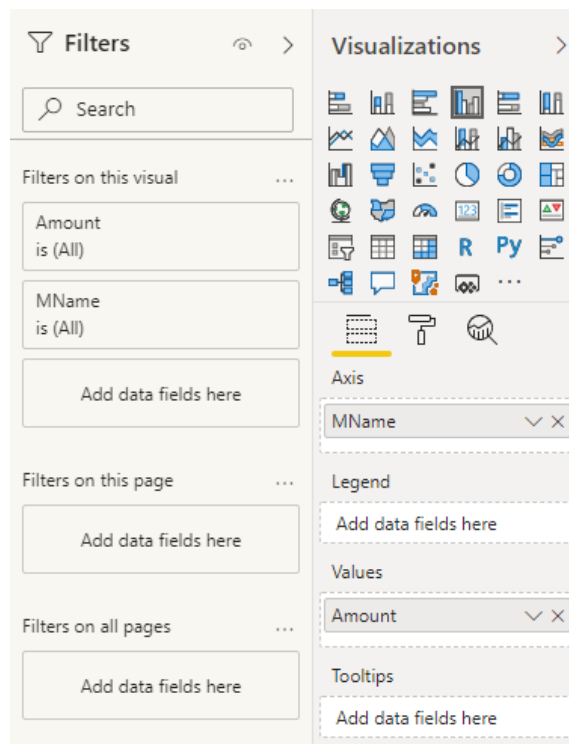 Filters
Search
Filters on this visual
...
Amount
is (All)
MName
is (All)
Add data fields here
Filters on this page
...
Add data fields here
Filters on all pages
...
Add data fields here
Visualizations
123
R
Py
...
Axis
MName
Legend
Add data fields here
Values
Amount
Tooltips
Add data fields here